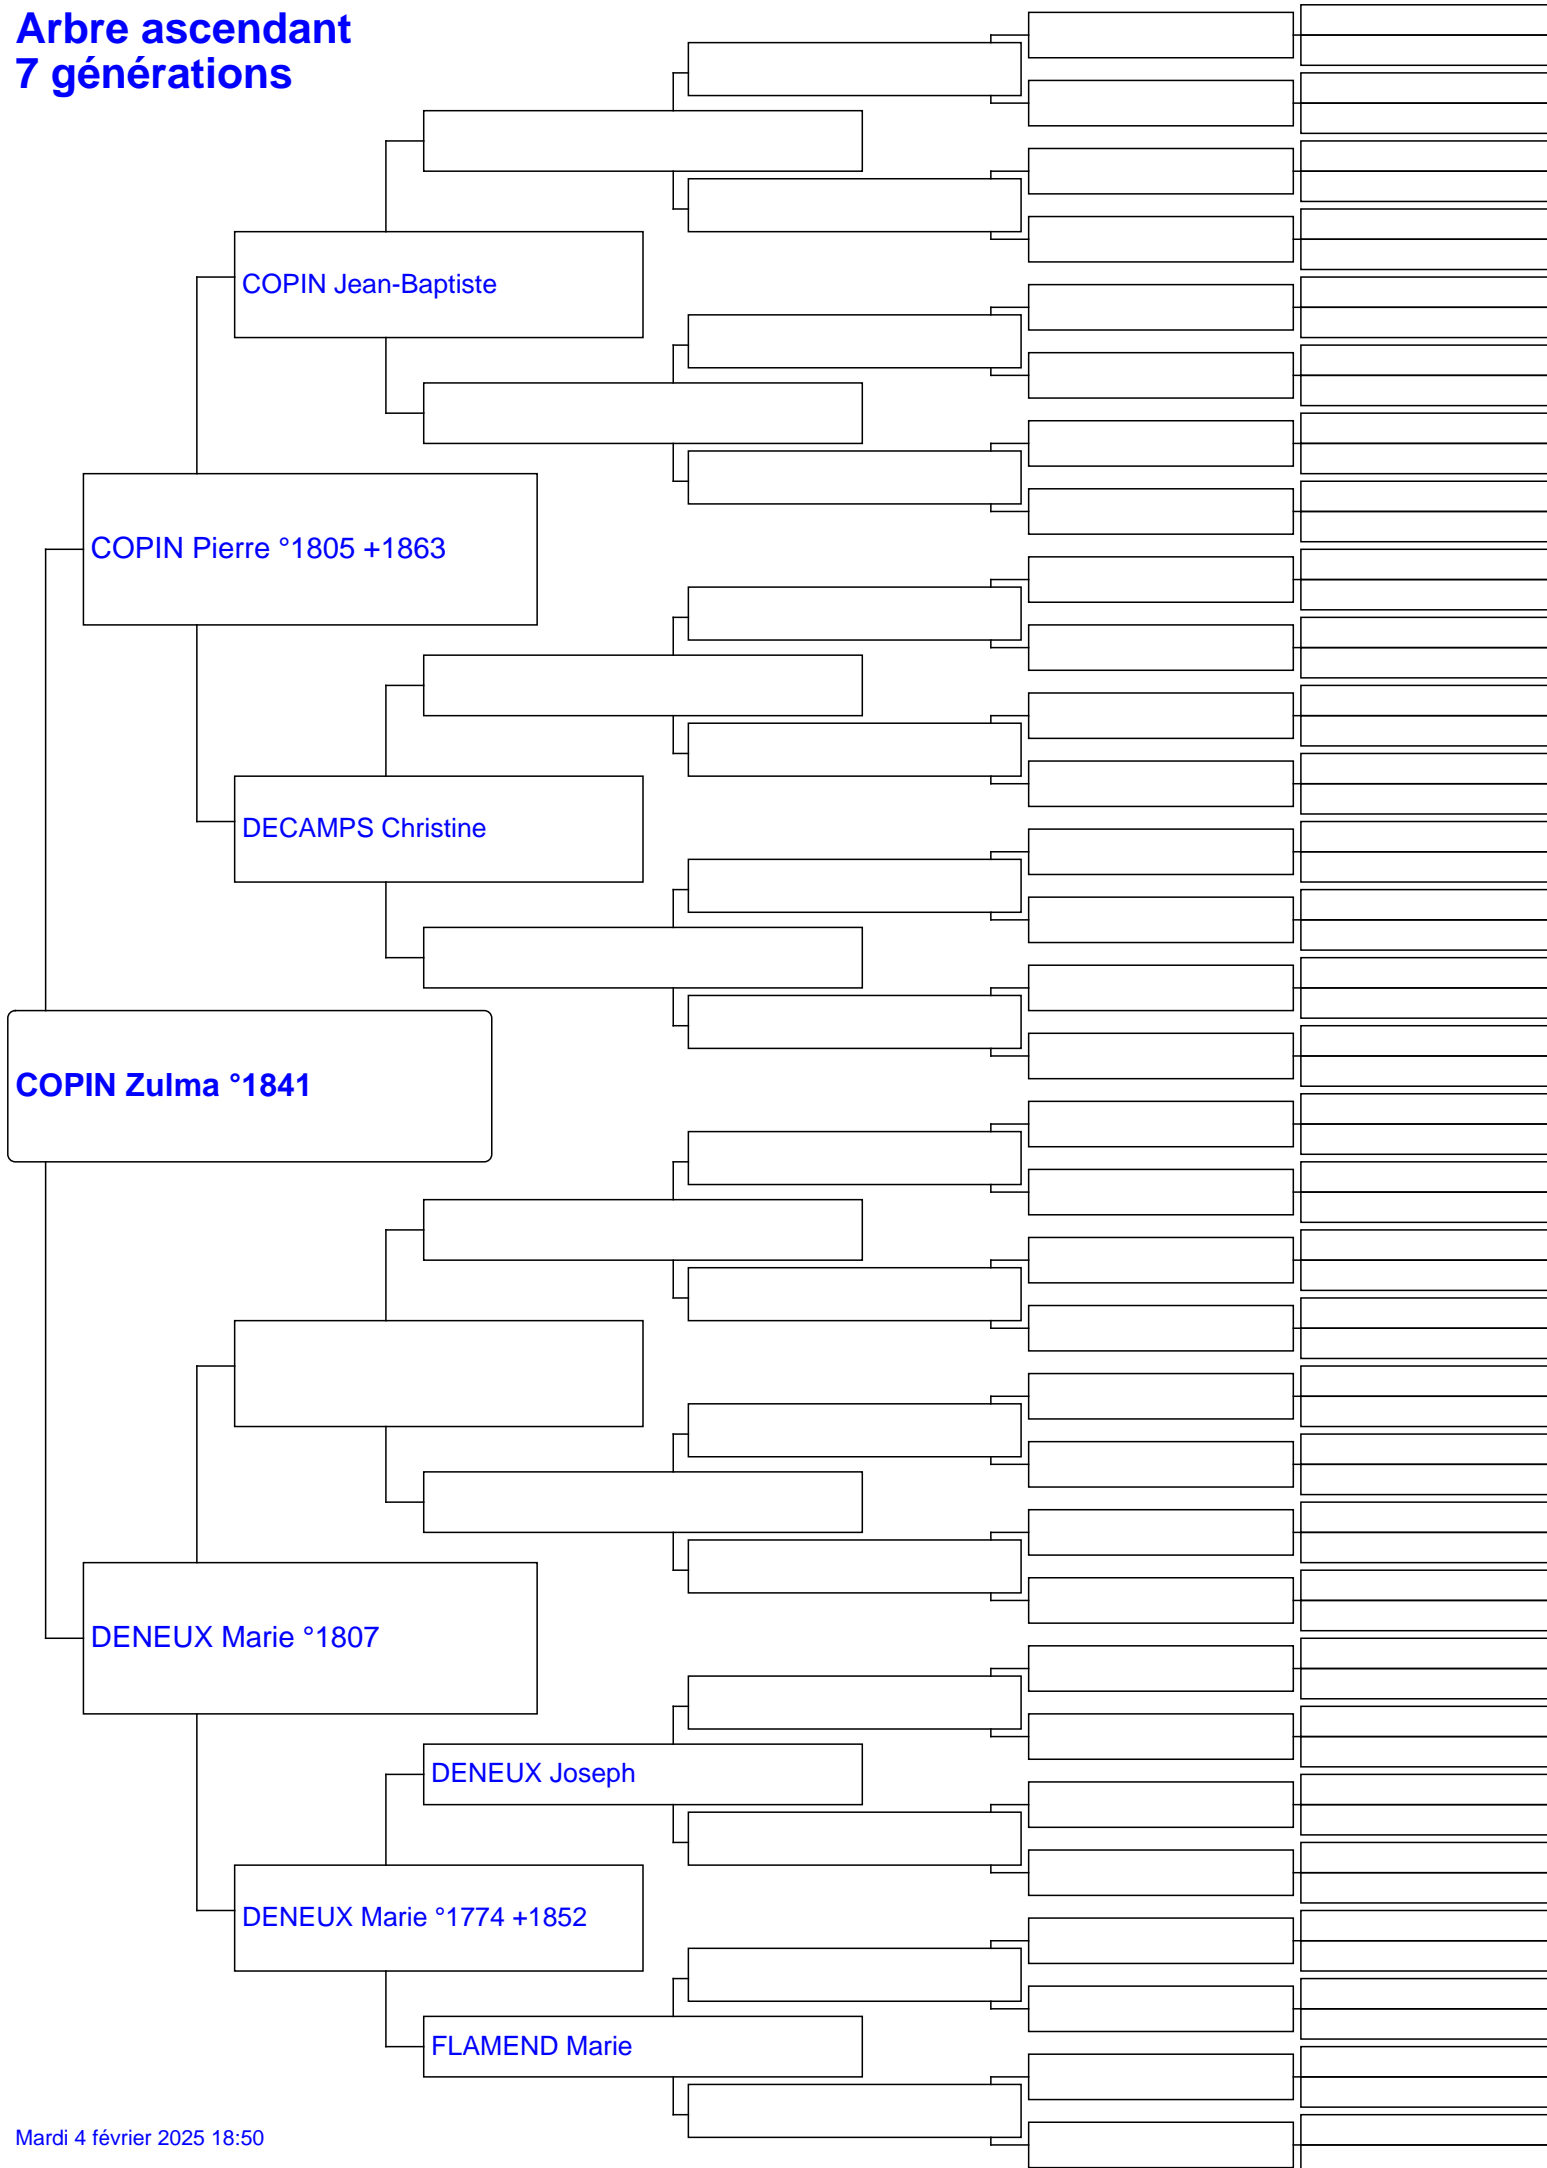 Arbre ascendant
7 générations
COPIN Jean-Baptiste
COPIN Pierre °1805 +1863
DECAMPS Christine
COPIN Zulma °1841
DENEUX Marie °1807
DENEUX Joseph
DENEUX Marie °1774 +1852
FLAMEND Marie
Mardi 4 février 2025 18:50